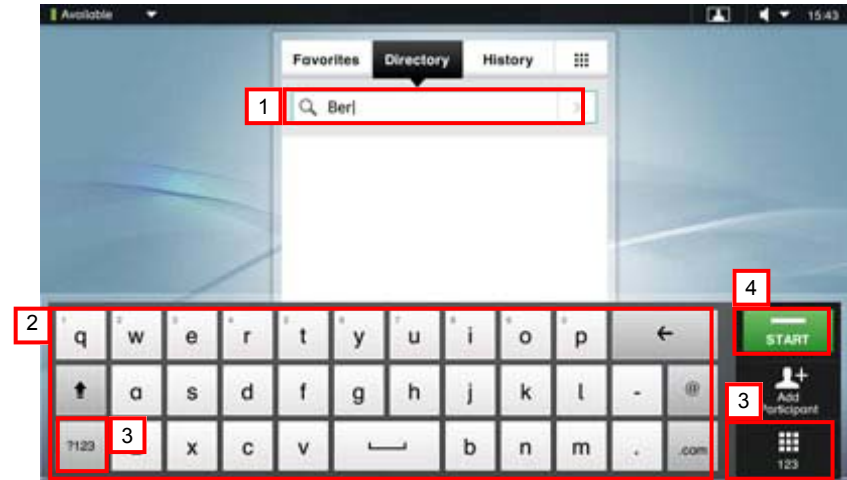 Available 15:43
Favorites Directory History
1 Ber
4
2
q w e r t y u i o p ←
START
a s d f g h j k l - @
3 Add Participant
?123 3 x c v b n m . .com
123